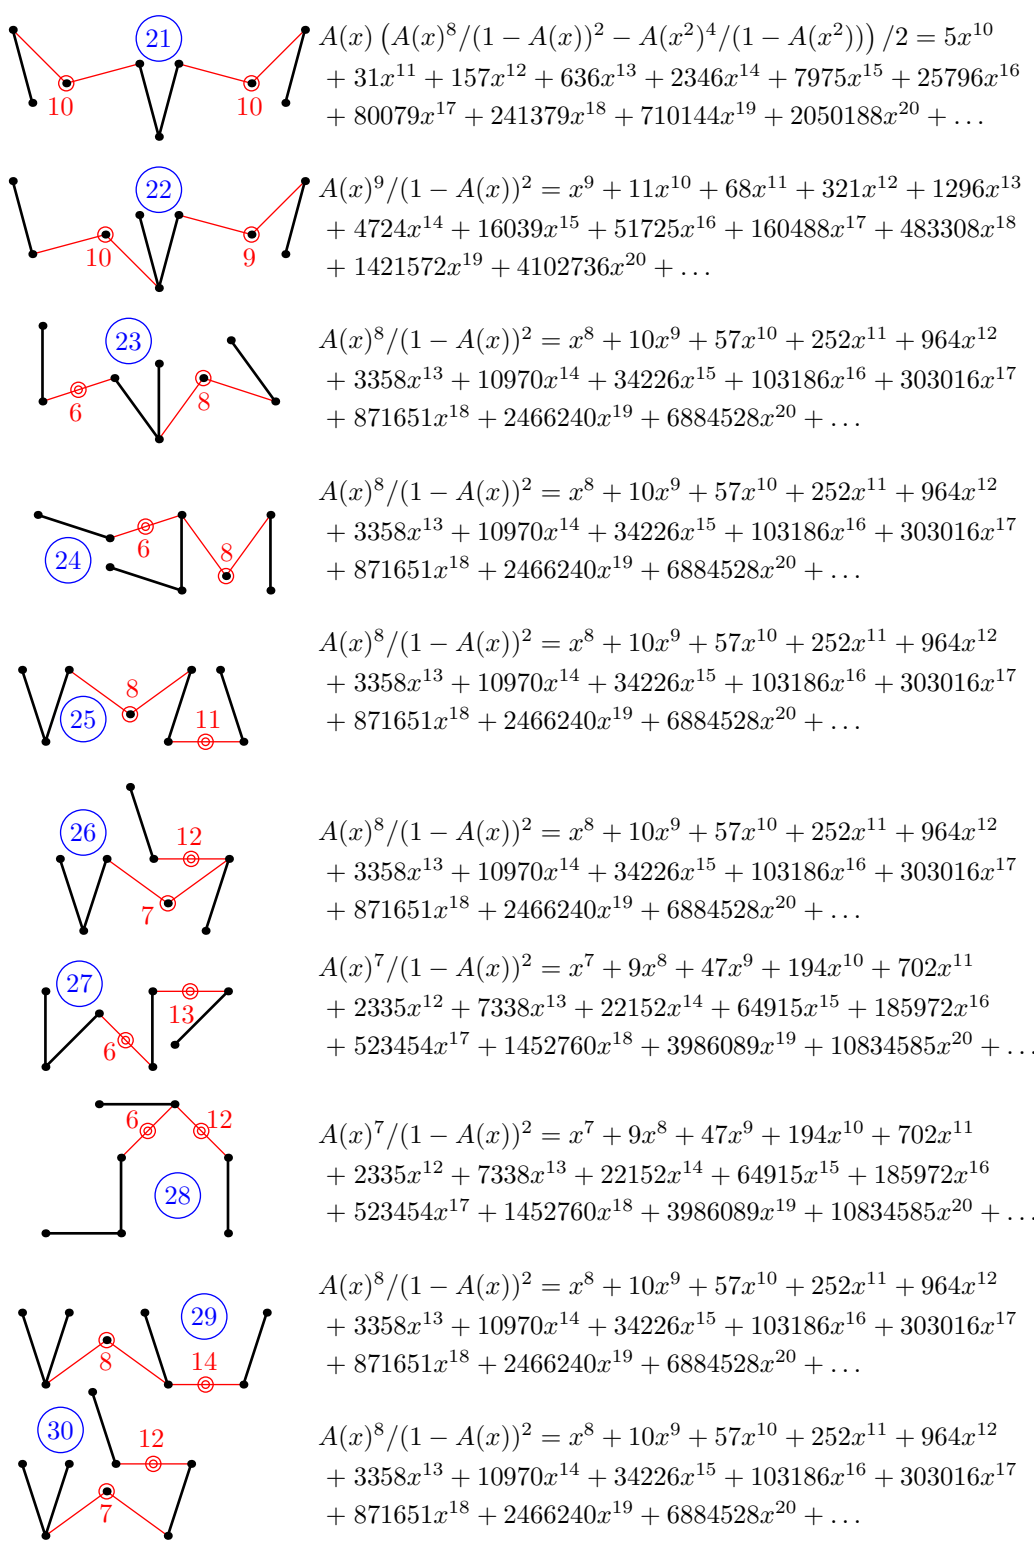 21
10
10
A(x) (A(x)^8/(1 − A(x))^2 − A(x^2)^4/(1 − A(x^2))) /2 = 5x^10
+ 31x^11 + 157x^12 + 636x^13 + 2346x^14 + 7975x^15 + 25796x^16
+ 80079x^17 + 241379x^18 + 710144x^19 + 2050188x^20 + ...
22
10
9
A(x)^9/(1 − A(x))^2 = x^9 + 11x^10 + 68x^11 + 321x^12 + 1296x^13
+ 4724x^14 + 16039x^15 + 51725x^16 + 160488x^17 + 483308x^18
+ 1421572x^19 + 4102736x^20 + ...
23
6
8
A(x)^8/(1 − A(x))^2 = x^8 + 10x^9 + 57x^10 + 252x^11 + 964x^12
+ 3358x^13 + 10970x^14 + 34226x^15 + 103186x^16 + 303016x^17
+ 871651x^18 + 2466240x^19 + 6884528x^20 + ...
24
6
8
A(x)^8/(1 − A(x))^2 = x^8 + 10x^9 + 57x^10 + 252x^11 + 964x^12
+ 3358x^13 + 10970x^14 + 34226x^15 + 103186x^16 + 303016x^17
+ 871651x^18 + 2466240x^19 + 6884528x^20 + ...
25
8
11
A(x)^8/(1 − A(x))^2 = x^8 + 10x^9 + 57x^10 + 252x^11 + 964x^12
+ 3358x^13 + 10970x^14 + 34226x^15 + 103186x^16 + 303016x^17
+ 871651x^18 + 2466240x^19 + 6884528x^20 + ...
26
12
7
A(x)^8/(1 − A(x))^2 = x^8 + 10x^9 + 57x^10 + 252x^11 + 964x^12
+ 3358x^13 + 10970x^14 + 34226x^15 + 103186x^16 + 303016x^17
+ 871651x^18 + 2466240x^19 + 6884528x^20 + ...
27
13
6
A(x)^7/(1 − A(x))^2 = x^7 + 9x^8 + 47x^9 + 194x^10 + 702x^11
+ 2335x^12 + 7338x^13 + 22152x^14 + 64915x^15 + 185972x^16
+ 523454x^17 + 1452760x^18 + 3986089x^19 + 10834585x^20 + ...
6
12
28
A(x)^7/(1 − A(x))^2 = x^7 + 9x^8 + 47x^9 + 194x^10 + 702x^11
+ 2335x^12 + 7338x^13 + 22152x^14 + 64915x^15 + 185972x^16
+ 523454x^17 + 1452760x^18 + 3986089x^19 + 10834585x^20 + ...
29
8
14
A(x)^8/(1 − A(x))^2 = x^8 + 10x^9 + 57x^10 + 252x^11 + 964x^12
+ 3358x^13 + 10970x^14 + 34226x^15 + 103186x^16 + 303016x^17
+ 871651x^18 + 2466240x^19 + 6884528x^20 + ...
30
12
7
A(x)^8/(1 − A(x))^2 = x^8 + 10x^9 + 57x^10 + 252x^11 + 964x^12
+ 3358x^13 + 10970x^14 + 34226x^15 + 103186x^16 + 303016x^17
+ 871651x^18 + 2466240x^19 + 6884528x^20 + ...